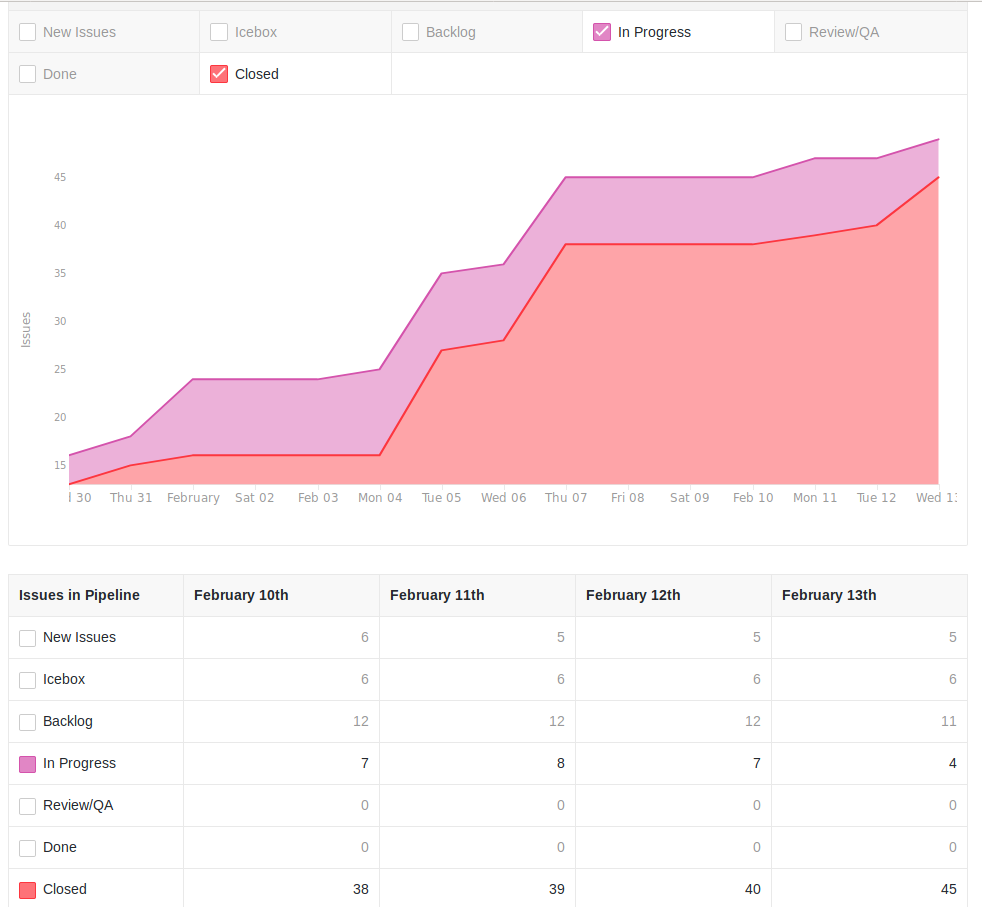 New Issues Icebox Backlog In Progress Review/QA
Done Closed
45
40
35
30
25
20
15
Issues
30 Thu 31 February Sat 02 Feb 03 Mon 04 Tue 05 Wed 06 Thu 07 Fri 08 Sat 09 Feb 10 Mon 11 Tue 12 Wed 13
Issues in Pipeline February 10th February 11th February 12th February 13th
New Issues 6 5 5 5
Icebox 6 6 6 6
Backlog 12 12 12 11
In Progress 7 8 7 4
Review/QA 0 0 0 0
Done 0 0 0 0
Closed 38 39 40 45